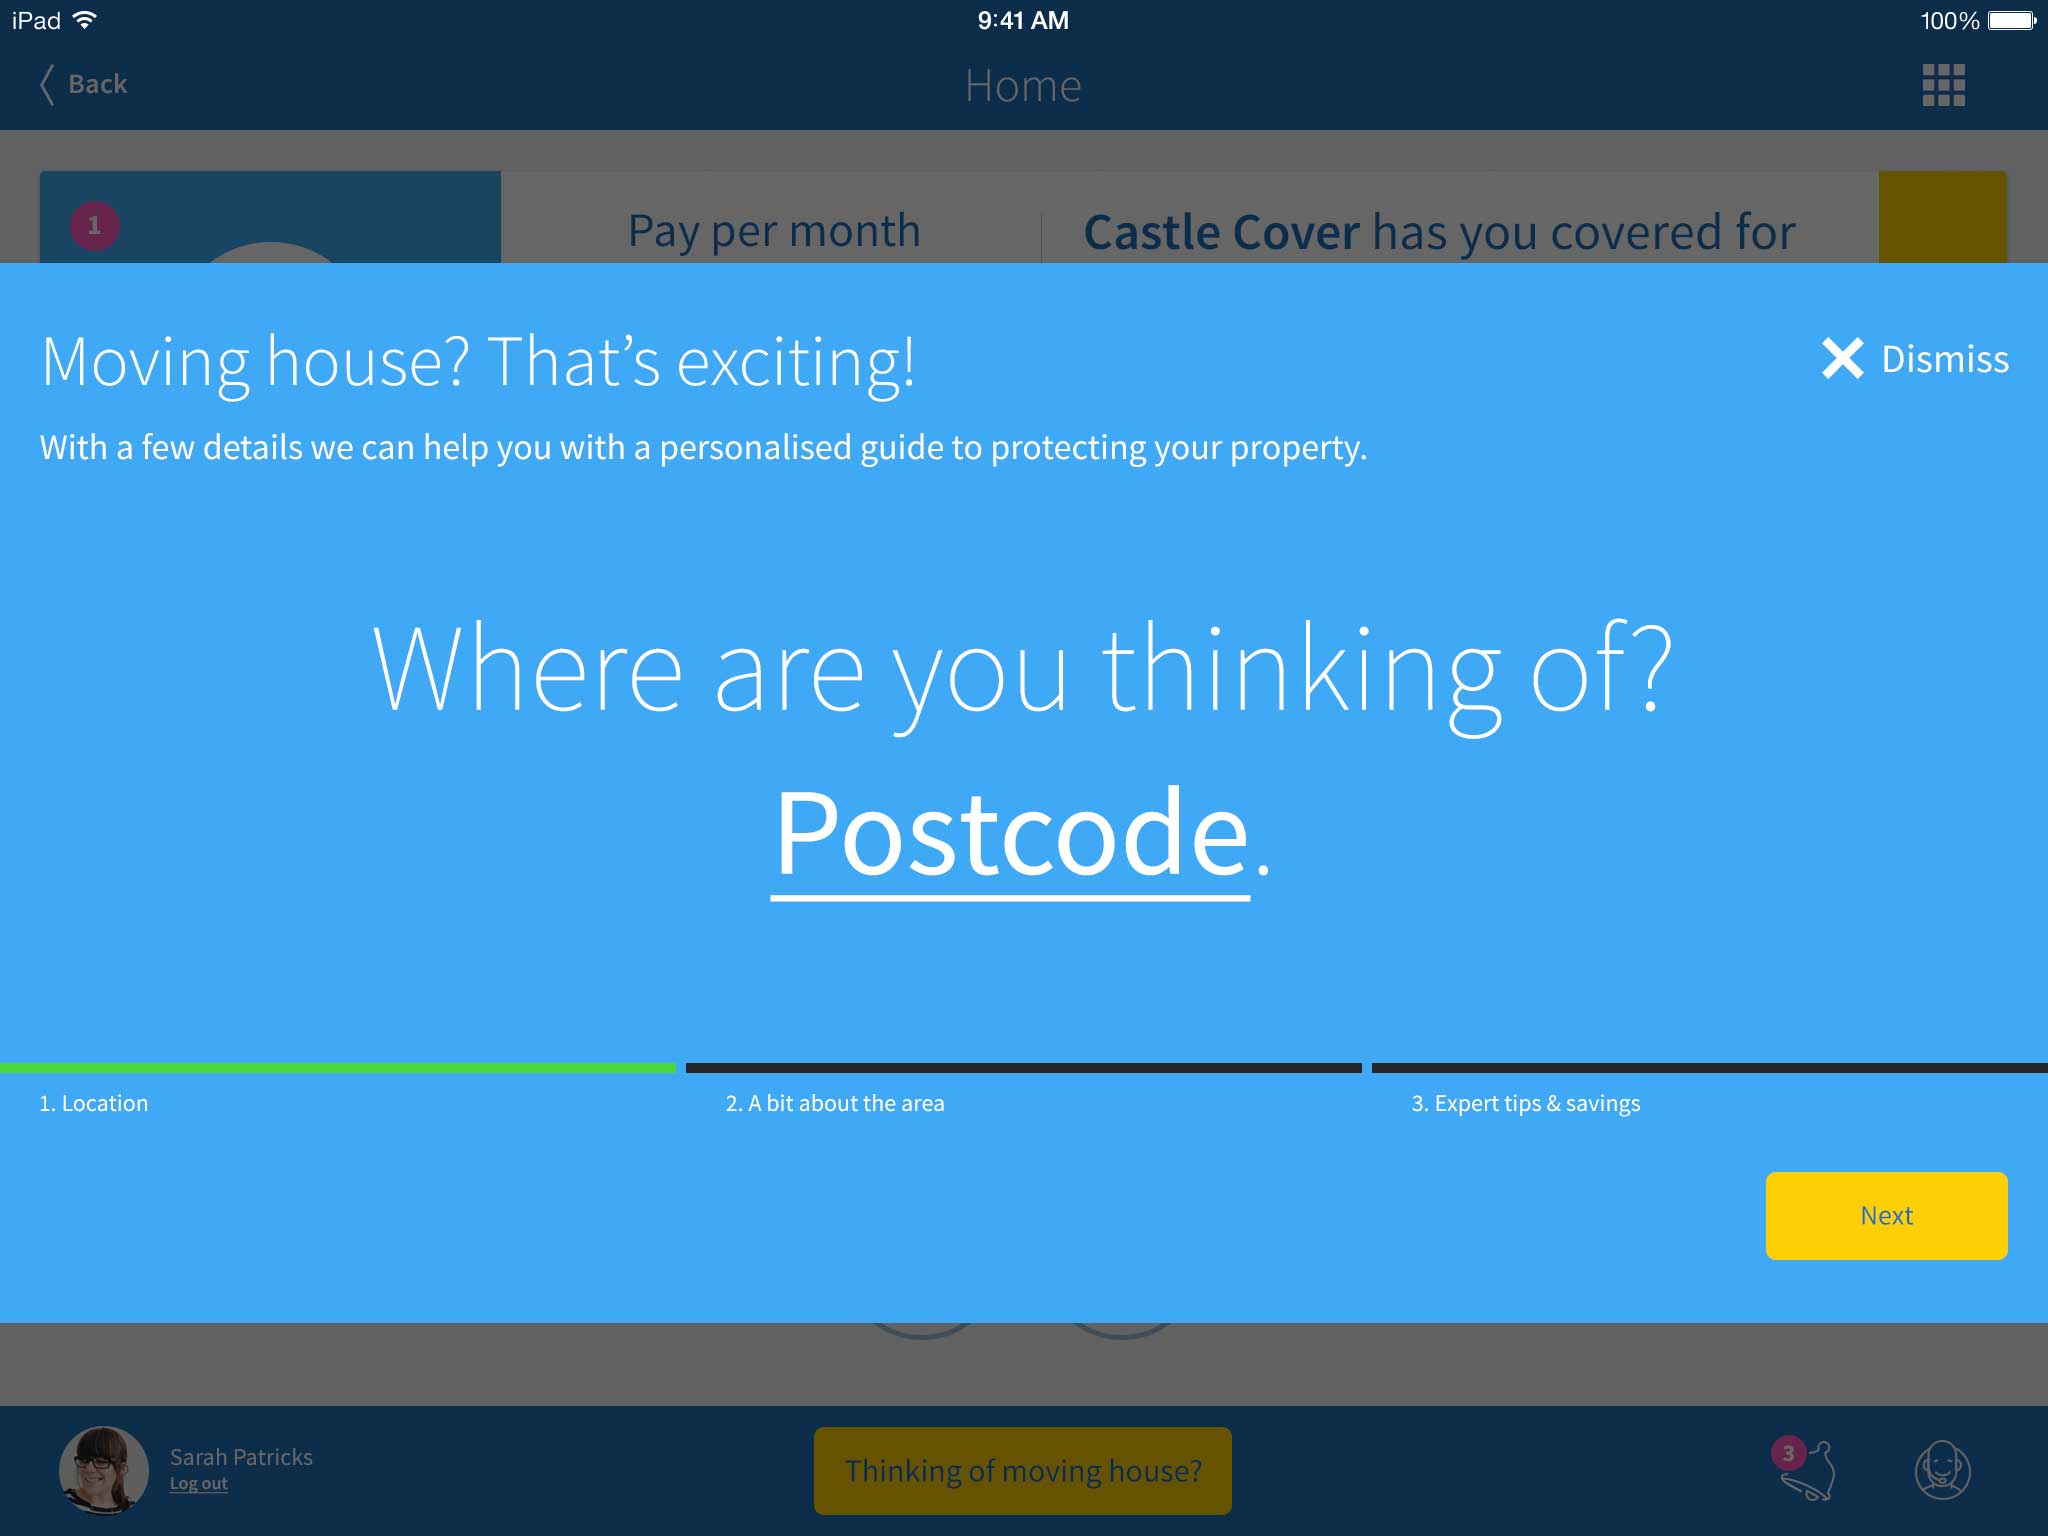 iPad
9:41 AM
100%
Back
Home
1
Pay per month
Castle Cover has you covered for
Moving house? That’s exciting!
Dismiss
With a few details we can help you with a personalised guide to protecting your property.
Where are you thinking of?
Postcode.
1. Location
2. A bit about the area
3. Expert tips & savings
Next
Sarah Patricks
Log out
Thinking of moving house?
3